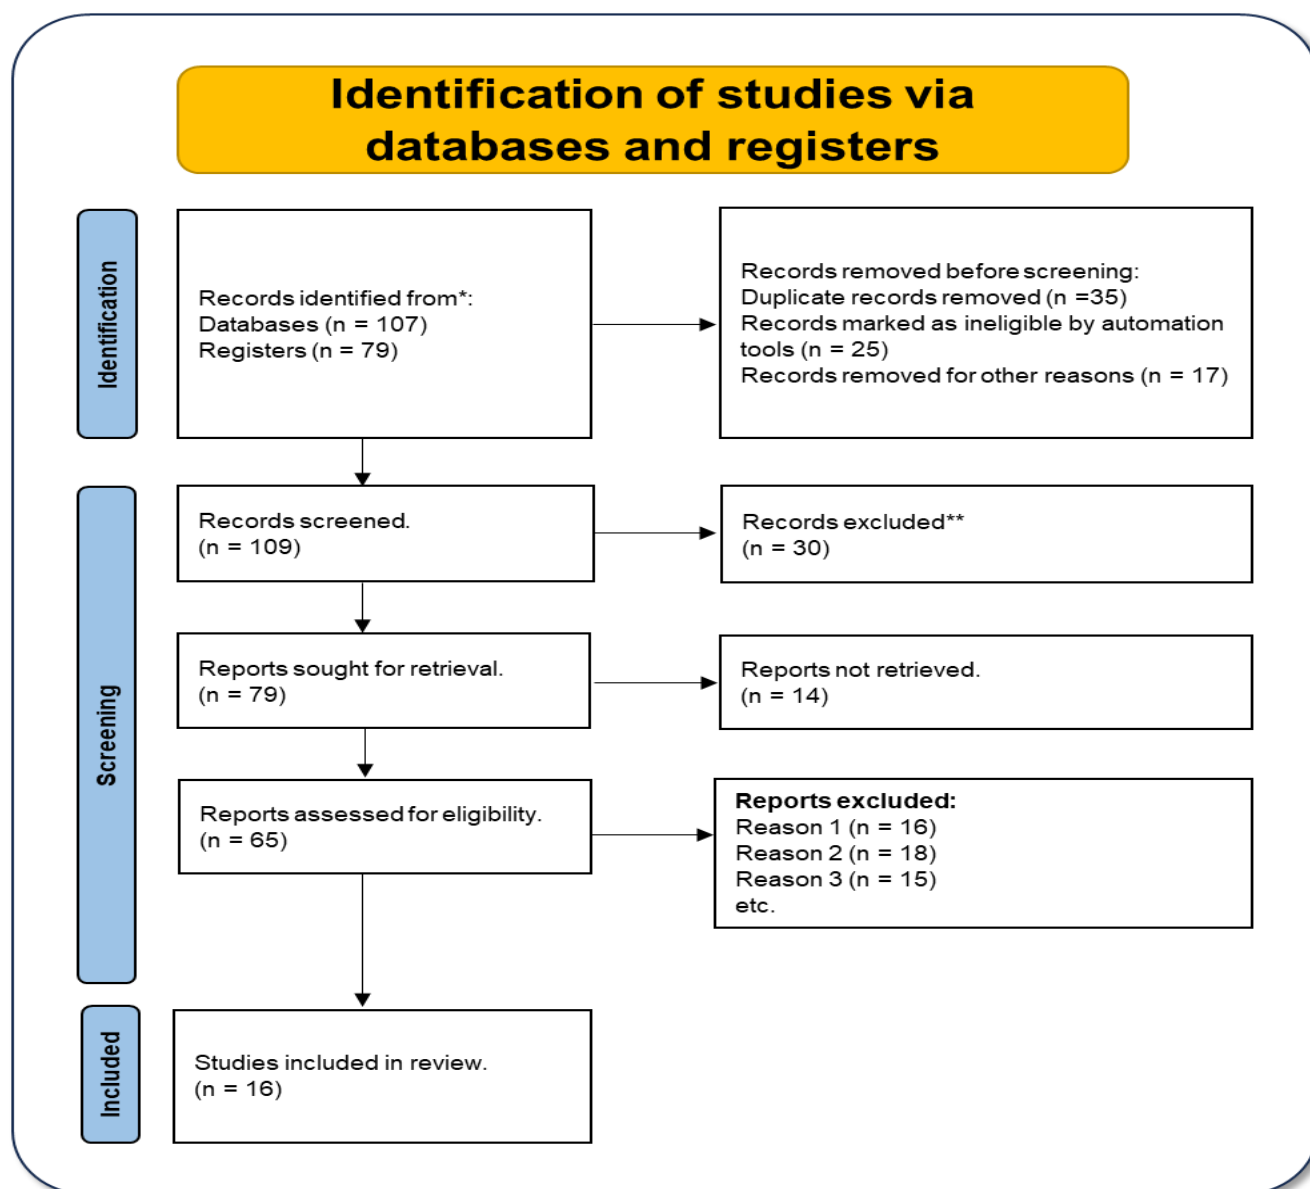 Identification of studies via
databases and registers
Identification
Records identified from*:
Databases (n = 107)
Registers (n = 79)
Records removed before screening:
Duplicate records removed (n =35)
Records marked as ineligible by automation
tools (n = 25)
Records removed for other reasons (n = 17)
Screening
Records screened.
(n = 109)
Records excluded**
(n = 30)
Reports sought for retrieval.
(n = 79)
Reports not retrieved.
(n = 14)
Reports assessed for eligibility.
(n = 65)
Reports excluded:
Reason 1 (n = 16)
Reason 2 (n = 18)
Reason 3 (n = 15)
etc.
Included
Studies included in review.
(n = 16)